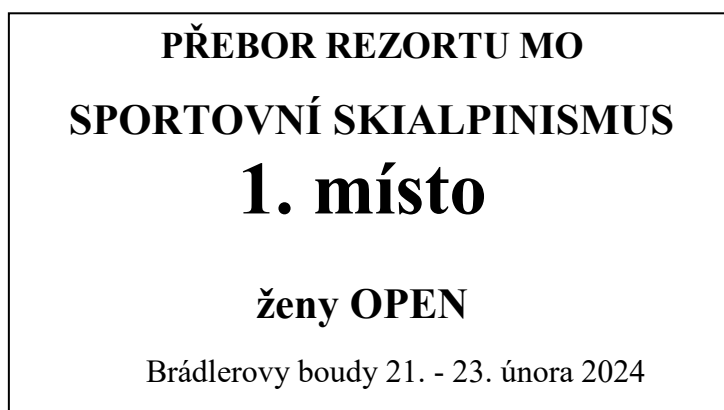 PŘEBOR REZORTU MO
SPORTOVNÍ SKIALPINISMUS
1. místo
ženy OPEN
Brádlerovy boudy 21. - 23. února 2024